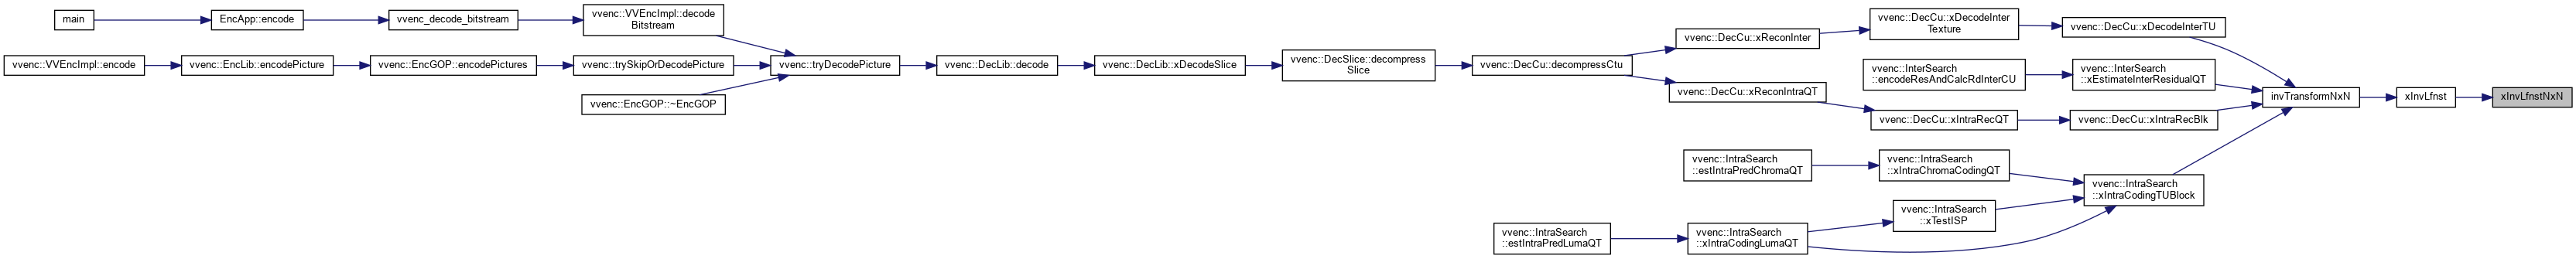 main
EncApp::encode
vvenc_decode_bitstream
vvenc::VVEncImpl::decode
Bitstream
vvenc::VVEncImpl::encode
vvenc::EncLib::encodePicture
vvenc::EncGOP::encodePictures
vvenc::trySkipOrDecodePicture
vvenc::EncGOP::~EncGOP
vvenc::tryDecodePicture
vvenc::DecLib::decode
vvenc::DecLib::xDecodeSlice
vvenc::DecSlice::decompress
Slice
vvenc::DecCu::decompressCtu
vvenc::DecCu::xReconInter
vvenc::DecCu::xDecodeInter
Texture
vvenc::DecCu::xDecodeInterTU
vvenc::InterSearch
::encodeResAndCalcRdInterCU
vvenc::InterSearch
::xEstimateInterResidualQT
vvenc::DecCu::xReconIntraQT
vvenc::DecCu::xIntraRecQT
vvenc::DecCu::xIntraRecBlk
vvenc::IntraSearch
::estIntraPredChromaQT
vvenc::IntraSearch
::xIntraChromaCodingQT
vvenc::IntraSearch
::xIntraCodingTUBlock
vvenc::IntraSearch
::xTestISP
vvenc::IntraSearch
::estIntraPredLumaQT
vvenc::IntraSearch
::xIntraCodingLumaQT
invTransformNxN
xInvLfnst
xInvLfnstNxN